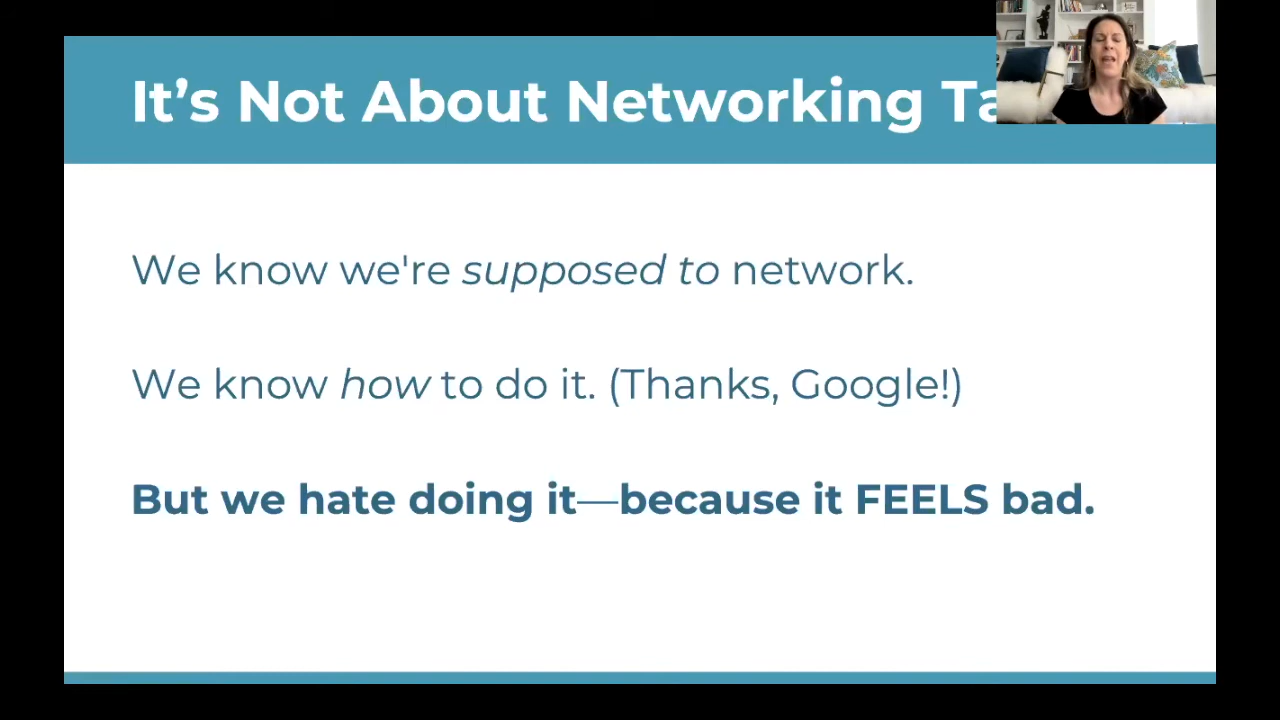 It’s Not About Networking
We know we're supposed to network.
We know how to do it. (Thanks, Google!)
But we hate doing it—because it FEELS bad.